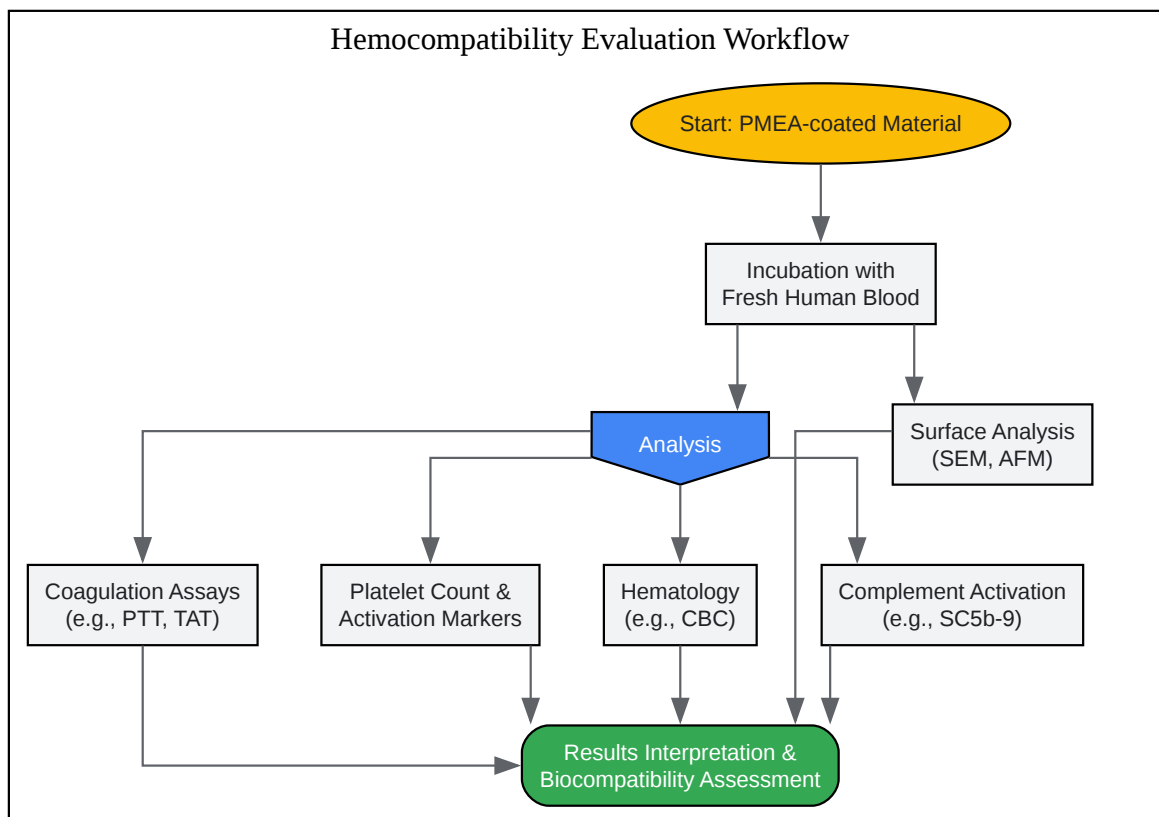 Hemocompatibility Evaluation Workflow
Start: PMEA-coated Material
Incubation with
Fresh Human Blood
Analysis
Surface Analysis
(SEM, AFM)
Coagulation Assays
(e.g., PTT, TAT)
Platelet Count &
Activation Markers
Hematology
(e.g., CBC)
Complement Activation
(e.g., SC5b-9)
Results Interpretation &
Biocompatibility Assessment